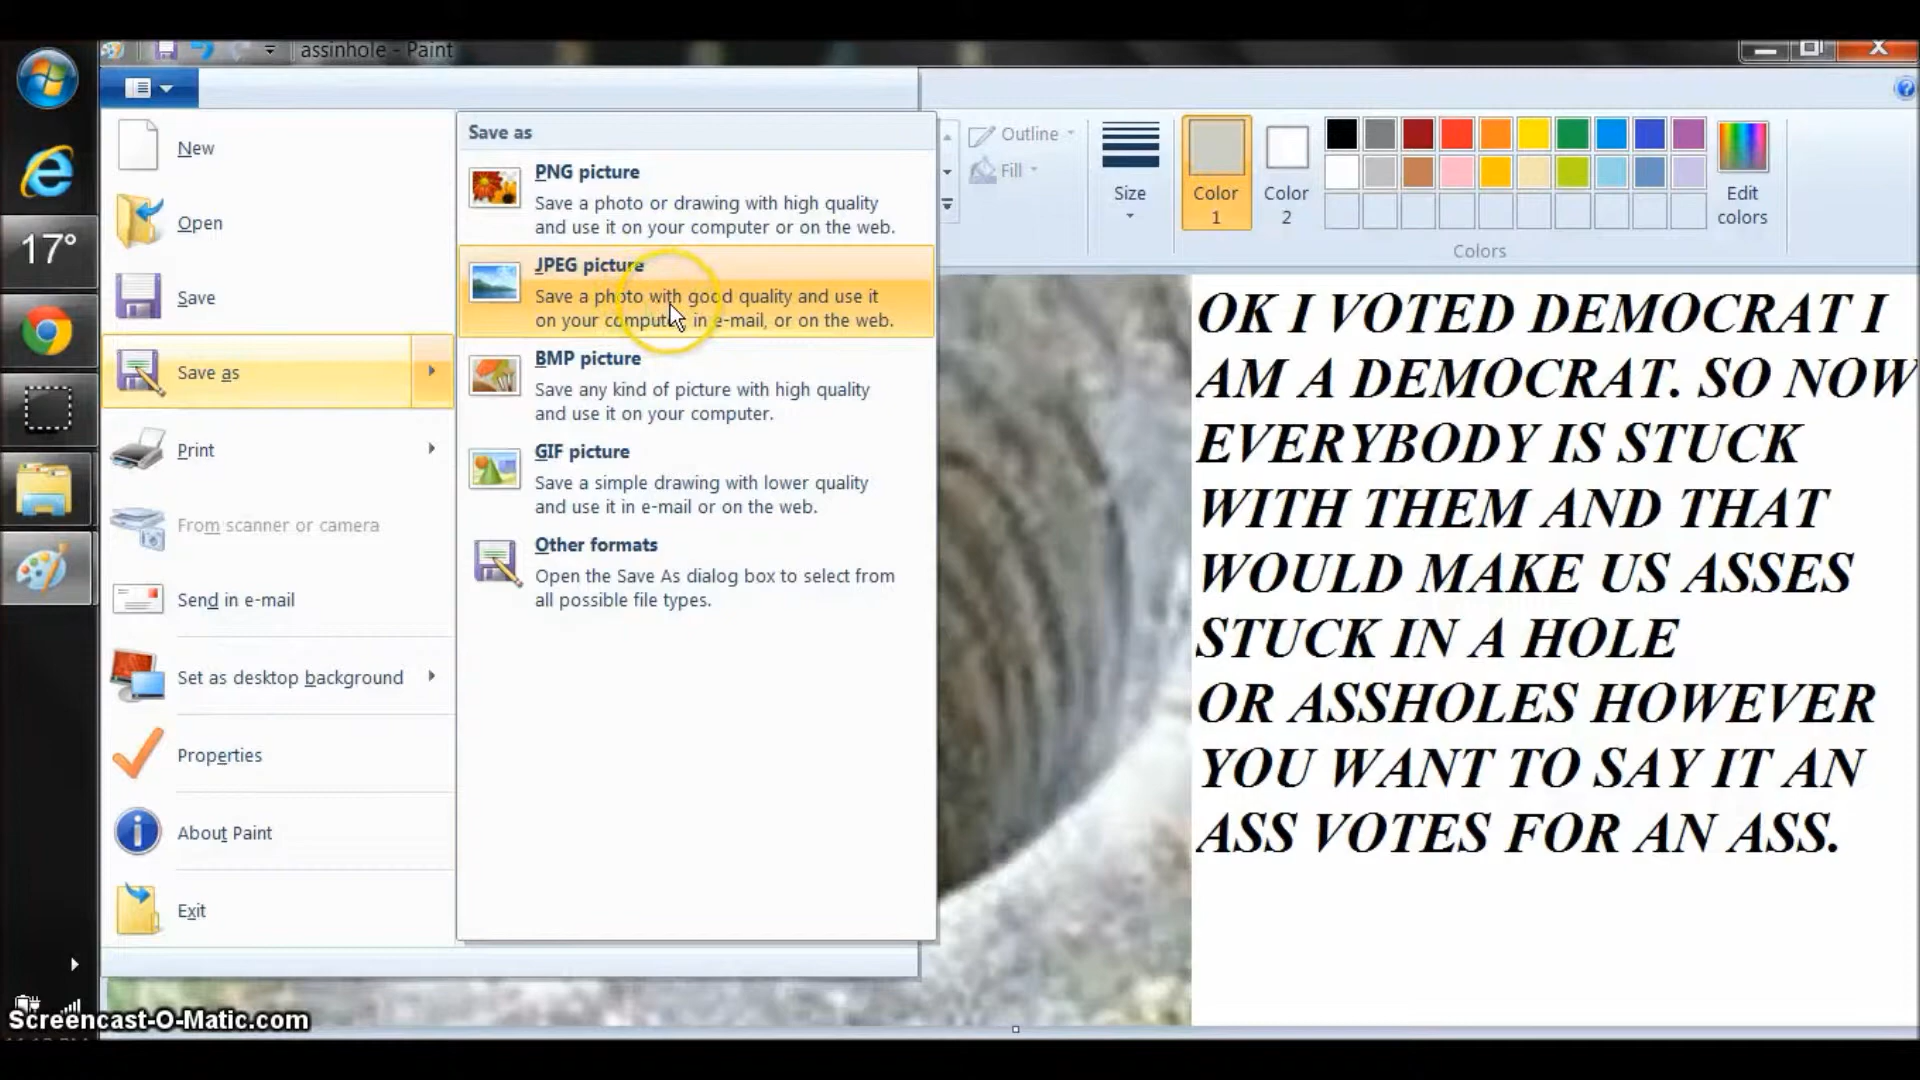 assinhole - Paint
17°
New
Open
Save
Save as
Print
From scanner or camera
Send in e-mail
Set as desktop background
Properties
About Paint
Exit
Save as
PNG picture
Save a photo or drawing with high quality
and use it on your computer or on the web.
JPEG picture
Save a photo with good quality and use it
on your computer, in e-mail, or on the web.
BMP picture
Save any kind of picture with high quality
and use it on your computer.
GIF picture
Save a simple drawing with lower quality
and use it in e-mail or on the web.
Other formats
Open the Save As dialog box to select from
all possible file types.
Outline
Fill
Size
Color
1
Color
2
Edit
colors
Colors
OK I VOTED DEMOCRAT I
AM A DEMOCRAT. SO NOW
EVERYBODY IS STUCK
WITH THEM AND THAT
WOULD MAKE US ASSES
STUCK IN A HOLE
OR ASSHOLES HOWEVER
YOU WANT TO SAY IT AN
ASS VOTES FOR AN ASS.
Screencast-O-Matic.com